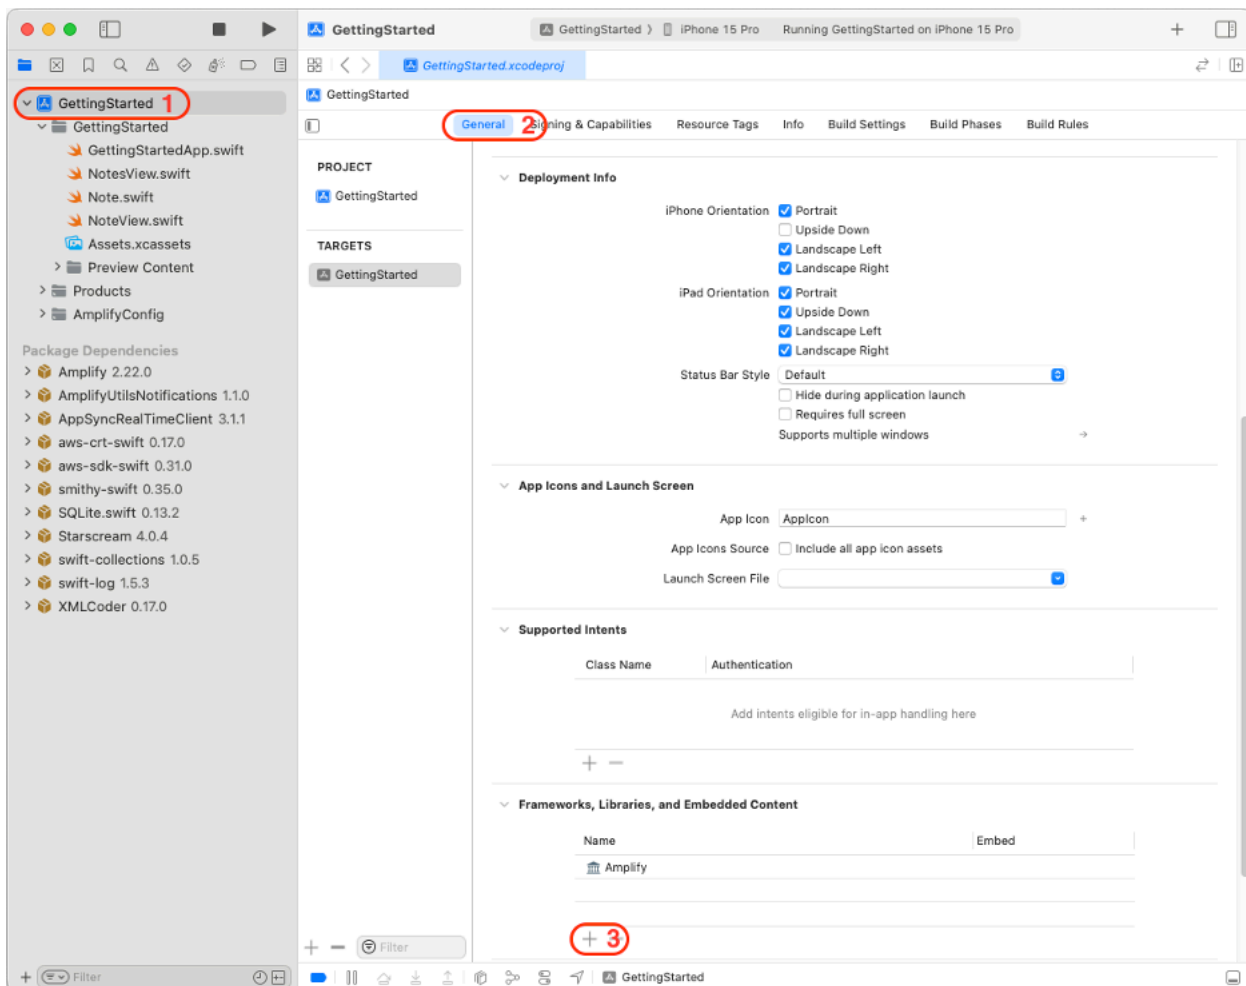 GettingStarted
GettingStarted
iPhone 15 Pro
Running GettingStarted on iPhone 15 Pro
GettingStarted.xcodeproj
GettingStarted 1
GettingStarted
GettingStartedApp.swift
NotesView.swift
Note.swift
NoteView.swift
Assets.xcassets
Preview Content
Products
AmplifyConfig
Package Dependencies
Amplify 2.22.0
AmplifyUtilsNotifications 1.1.0
AppSyncRealTimeClient 3.1.1
aws-crt-swift 0.17.0
aws-sdk-swift 0.31.0
smithy-swift 0.35.0
SQLite.swift 0.13.2
Starscream 4.0.4
swift-collections 1.0.5
swift-log 1.5.3
XMLCoder 0.17.0
Filter
GettingStarted
General 2 Signing & Capabilities Resource Tags Info Build Settings Build Phases Build Rules
PROJECT
GettingStarted
TARGETS
GettingStarted
Filter
Deployment Info
iPhone Orientation Portrait
Upside Down
Landscape Left
Landscape Right
iPad Orientation Portrait
Upside Down
Landscape Left
Landscape Right
Status Bar Style Default
Hide during application launch
Requires full screen
Supports multiple windows
App Icons and Launch Screen
App Icon AppIcon
App Icons Source Include all app icon assets
Launch Screen File
Supported Intents
Class Name Authentication
Add intents eligible for in-app handling here
Frameworks, Libraries, and Embedded Content
Name Embed
Amplify
3
GettingStarted